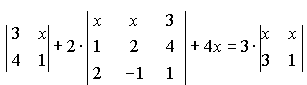 |3 x| |x x 3| |x x|
|4 1| + 2 · |1 2 4| + 4x = 3 · |3 1|
|2 −1 1|